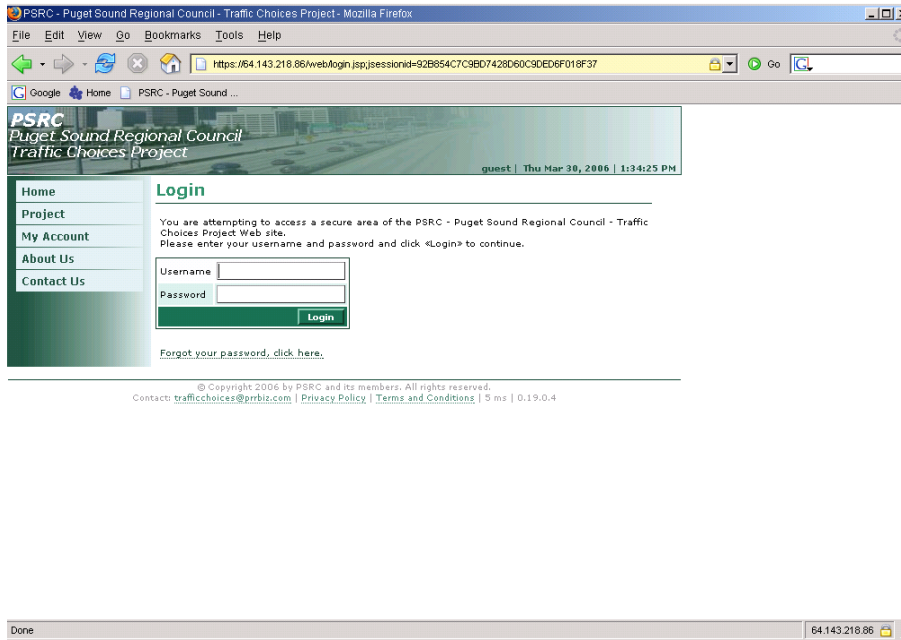 PSRC - Puget Sound Regional Council - Traffic Choices Project - Mozilla Firefox
File Edit View Go Bookmarks Tools Help
https://64.143.218.86/web/login.jsp;jsessionid=92B854C7C9BD7428D60C9DED6F018F37
Go
G
Google Home PSRC - Puget Sound ...
PSRC
Puget Sound Regional Council
Traffic Choices Project
guest | Thu Mar 30, 2006 | 1:34:25 PM
Home
Project
My Account
About Us
Contact Us
Login
You are attempting to access a secure area of the PSRC - Puget Sound Regional Council - Traffic
Choices Project Web site.
Please enter your username and password and click «Login» to continue.
Username
Password
Login
Forgot your password, click here.
© Copyright 2006 by PSRC and its members. All rights reserved.
Contact: trafficchoices@prrbiz.com | Privacy Policy | Terms and Conditions | 5 ms | 0.19.0.4
Done
64.143.218.86